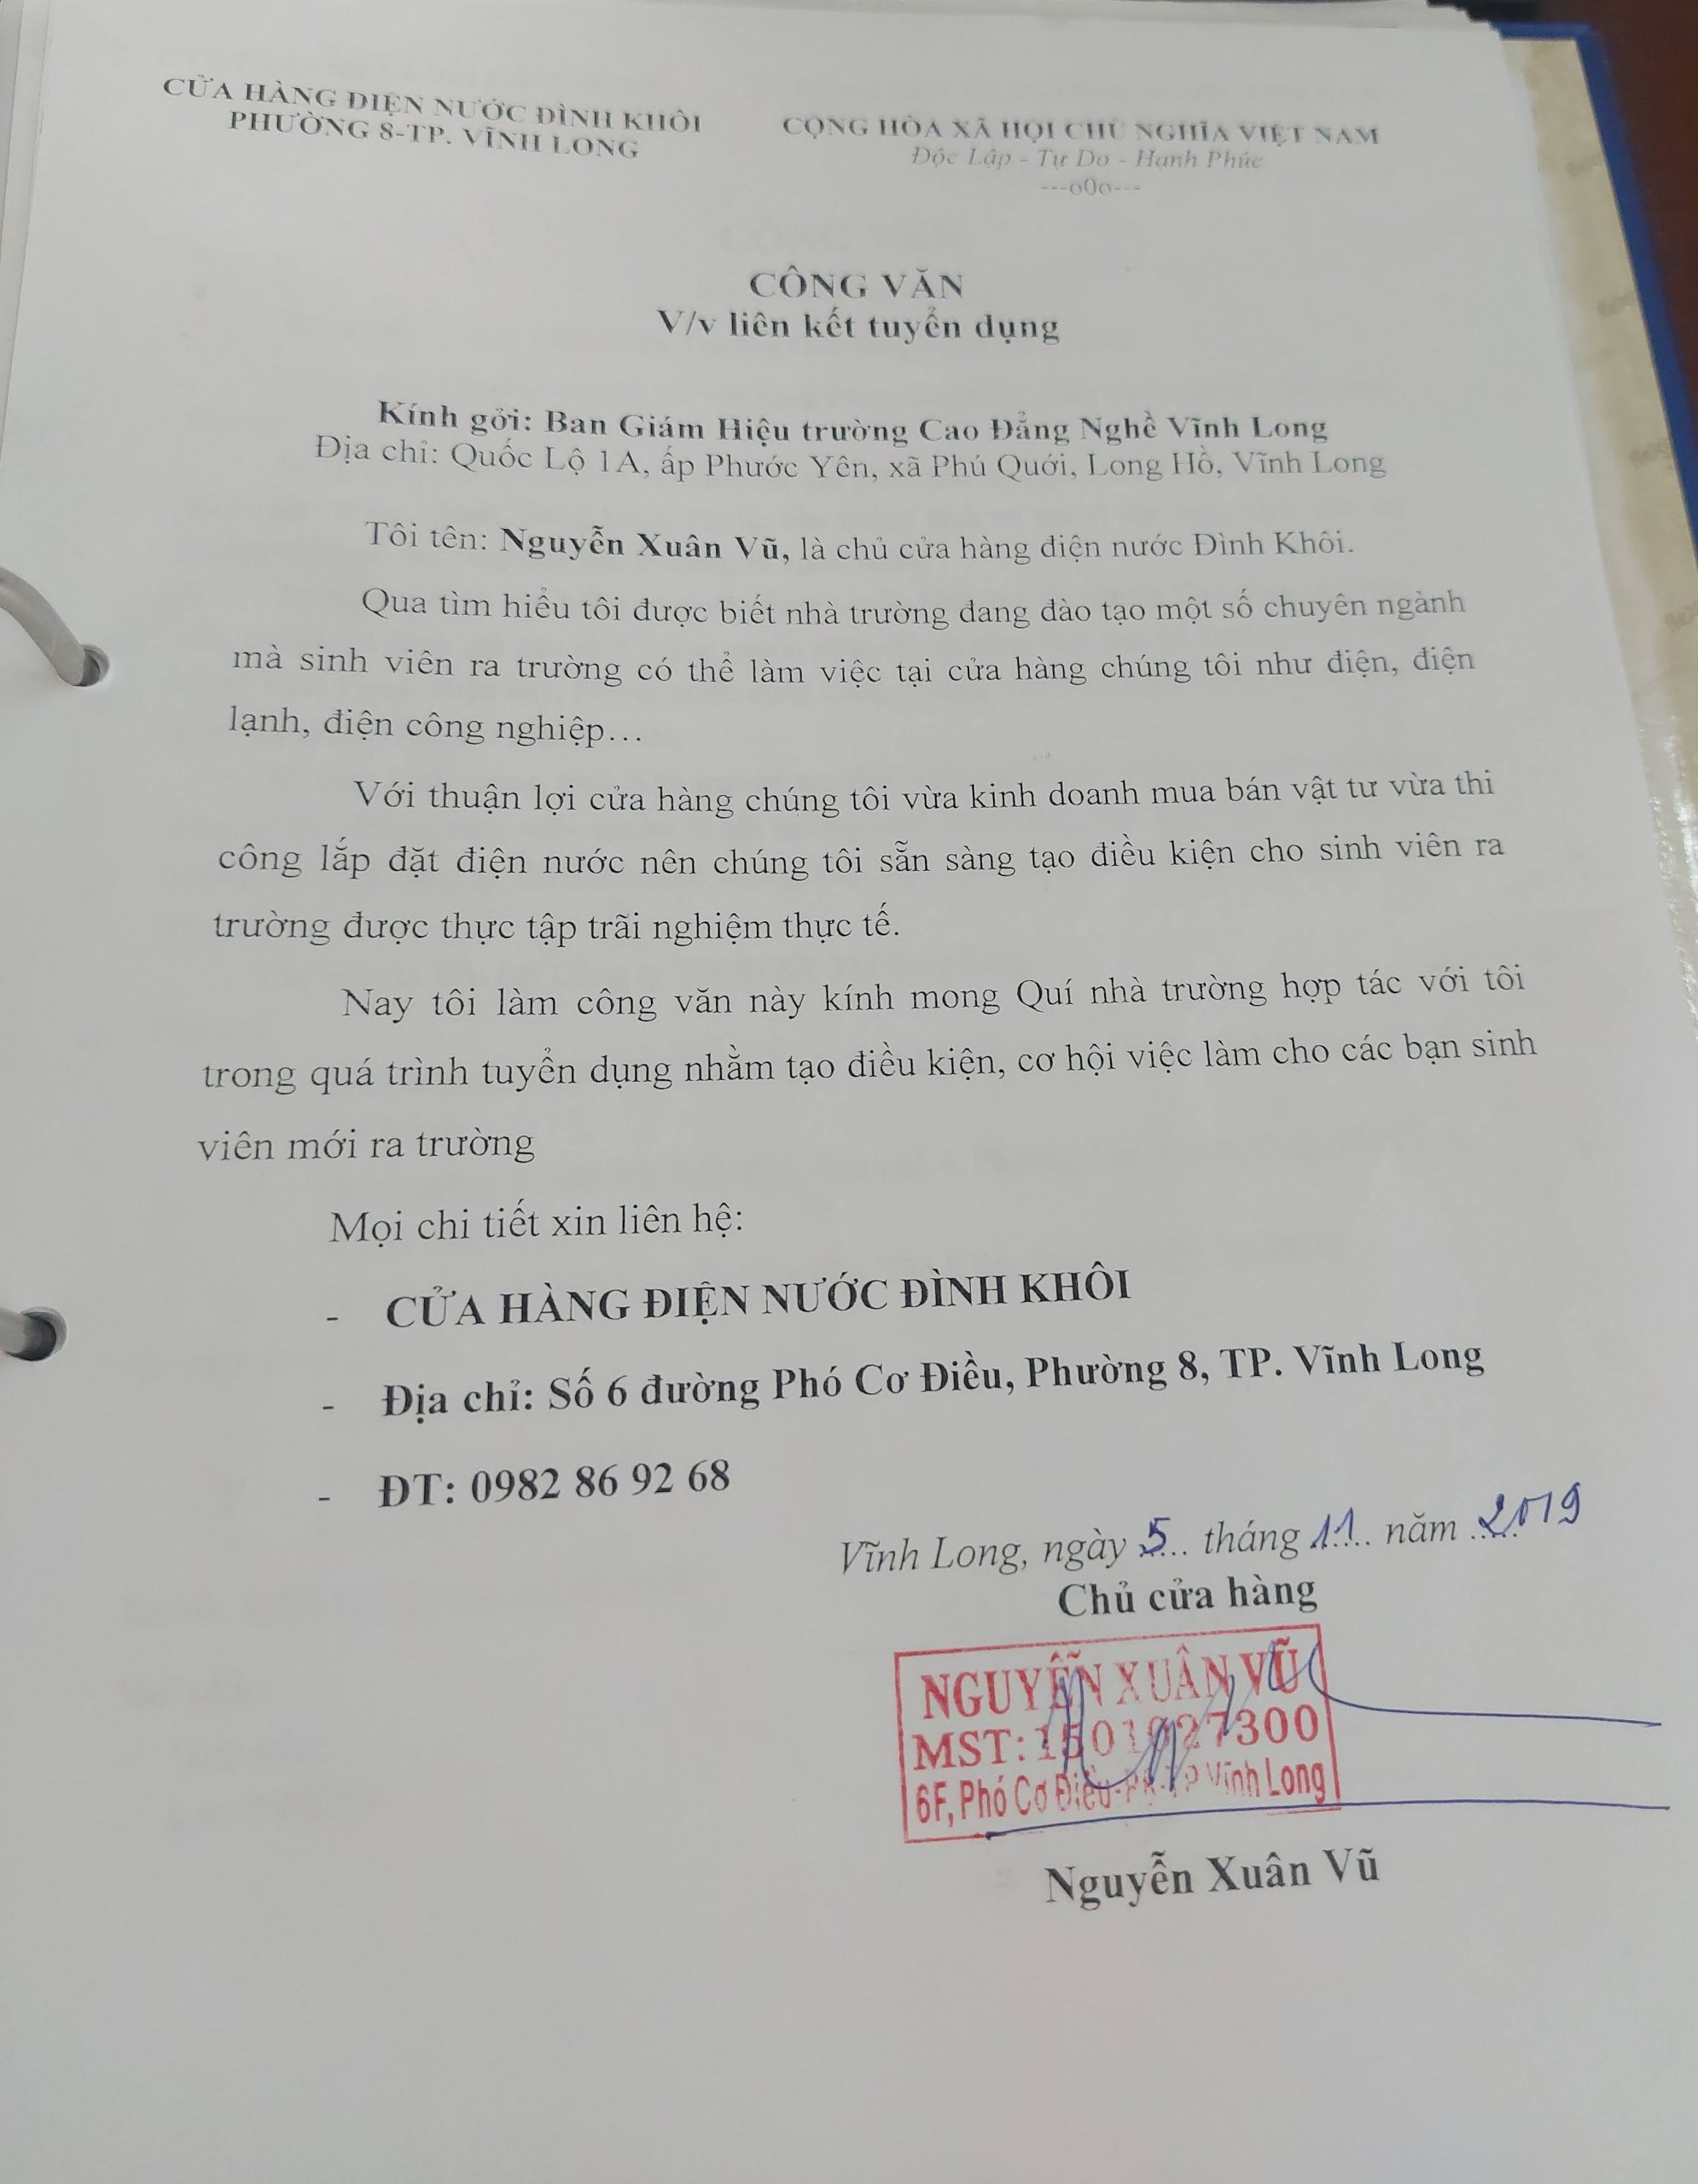 CỬA HÀNG ĐIỆN NƯỚC ĐÌNH KHÔI
PHƯỜNG 8-TP. VĨNH LONG
CỘNG HÒA XÃ HỘI CHỦ NGHĨA VIỆT NAM
Độc Lập - Tự Do - Hạnh Phúc
---o0o---
CÔNG VĂN
V/v liên kết tuyển dụng
Kính gởi: Ban Giám Hiệu trường Cao Đẳng Nghề Vĩnh Long
Địa chỉ: Quốc Lộ 1A, ấp Phước Yên, xã Phú Quới, Long Hồ, Vĩnh Long
Tôi tên: Nguyễn Xuân Vũ, là chủ cửa hàng điện nước Đình Khôi.
Qua tìm hiểu tôi được biết nhà trường đang đào tạo một số chuyên ngành
mà sinh viên ra trường có thể làm việc tại cửa hàng chúng tôi như điện, điện
lạnh, điện công nghiệp…
Với thuận lợi cửa hàng chúng tôi vừa kinh doanh mua bán vật tư vừa thi
công lắp đặt điện nước nên chúng tôi sẵn sàng tạo điều kiện cho sinh viên ra
trường được thực tập trãi nghiệm thực tế.
Nay tôi làm công văn này kính mong Quí nhà trường hợp tác với tôi
trong quá trình tuyển dụng nhằm tạo điều kiện, cơ hội việc làm cho các bạn sinh
viên mới ra trường
Mọi chi tiết xin liên hệ:
- CỬA HÀNG ĐIỆN NƯỚC ĐÌNH KHÔI
- Địa chỉ: Số 6 đường Phó Cơ Điều, Phường 8, TP. Vĩnh Long
- ĐT: 0982 86 92 68
Vĩnh Long, ngày 5 tháng 11 năm 2019
Chủ cửa hàng
NGUYỄN XUÂN VŨ
MST: 1501027300
6F, Phó Cơ Điều-P8-TP Vĩnh Long
Nguyễn Xuân Vũ